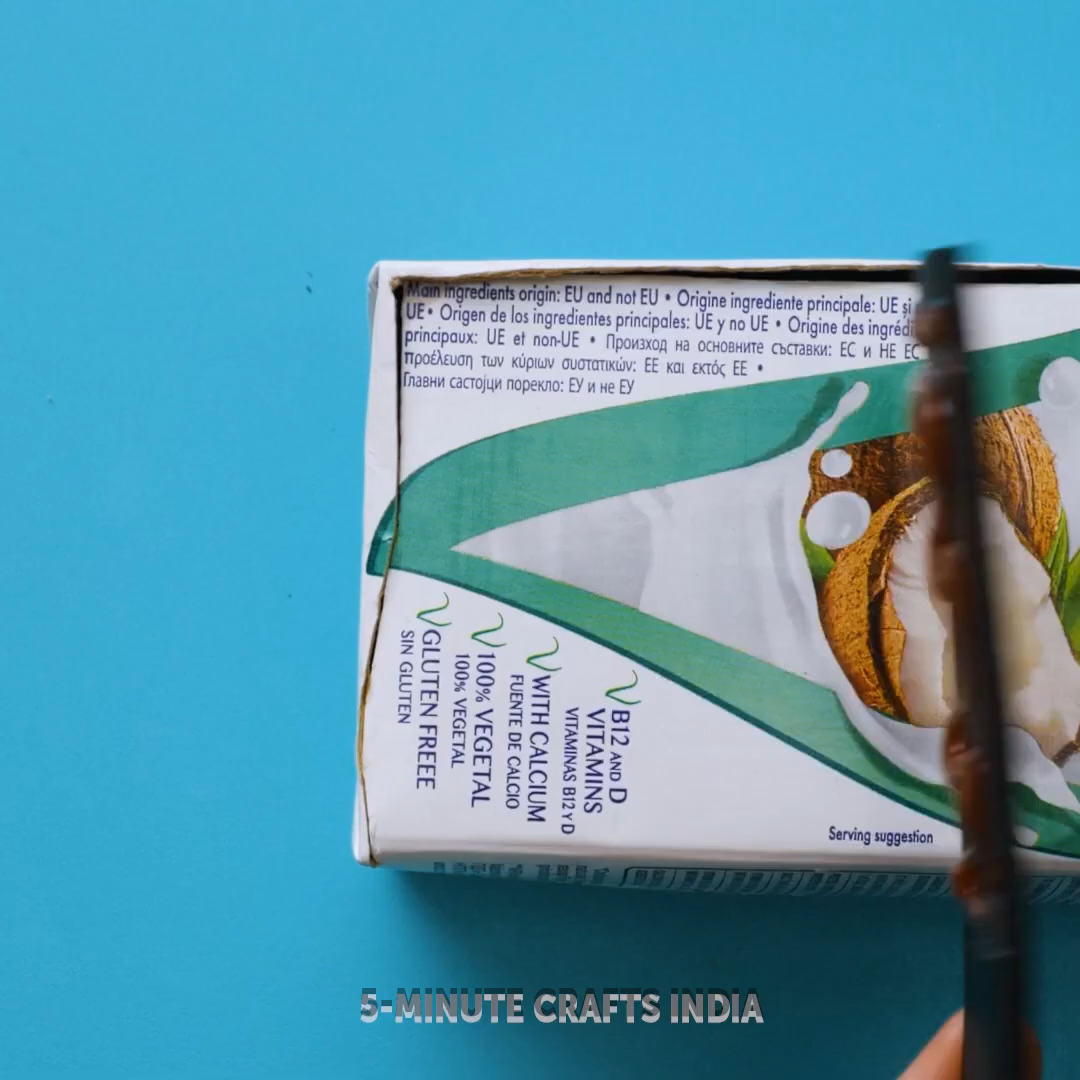 Main ingredients origin: EU and not EU • Origine ingrediente principale: UE și
UE • Origen de los ingredientes principales: UE y no UE • Origine des ingrédi
principaux: UE et non-UE • Произход на основните съставки: ЕС и НЕ ЕС
προέλευση των κύριων συστατικών: ΕΕ και εκτός ΕΕ •
Главни састојци порекло: ЕУ и не ЕУ
GLUTEN FREEE
SIN GLUTEN
100% VEGETAL
100% VEGETAL
WITH CALCIUM
FUENTE DE CALCIO
B12 AND D
VITAMINS
VITAMINAS B12 Y D
Serving suggestion
5-MINUTE CRAFTS INDIA